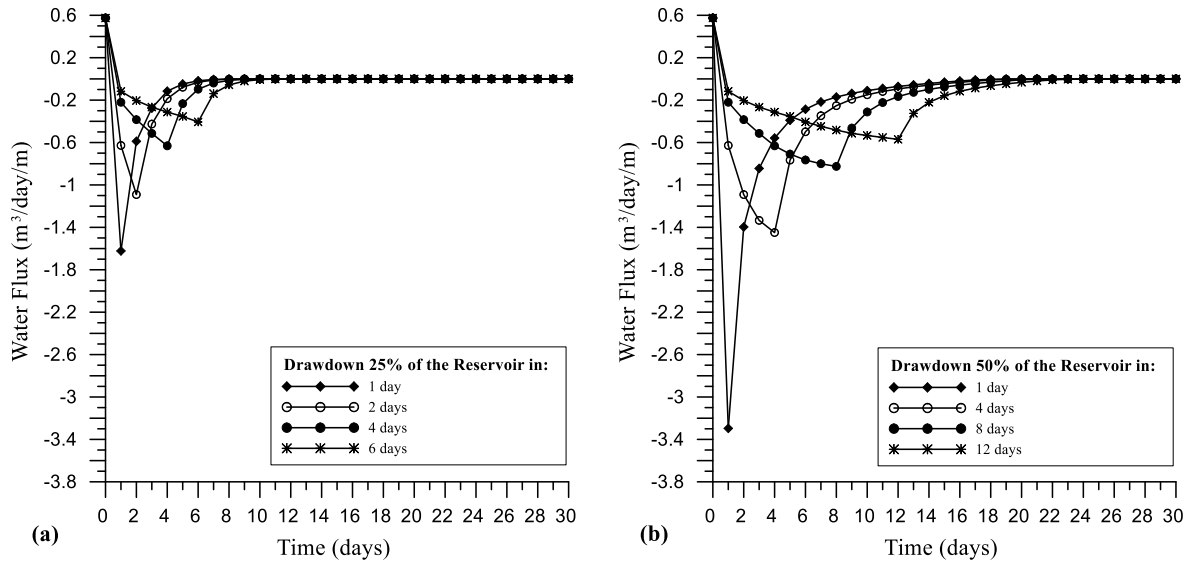 0.6
0.2
-0.2
-0.6
-1
-1.4
-1.8
-2.2
-2.6
-3
-3.4
-3.8
Water Flux (m³/day/m)
0 2 4 6 8 10 12 14 16 18 20 22 24 26 28 30
Time (days)
(a)
Drawdown 25% of the Reservoir in:
1 day
2 days
4 days
6 days
0.6
0.2
-0.2
-0.6
-1
-1.4
-1.8
-2.2
-2.6
-3
-3.4
-3.8
Water Flux (m³/day/m)
0 2 4 6 8 10 12 14 16 18 20 22 24 26 28 30
Time (days)
(b)
Drawdown 50% of the Reservoir in:
1 day
4 days
8 days
12 days